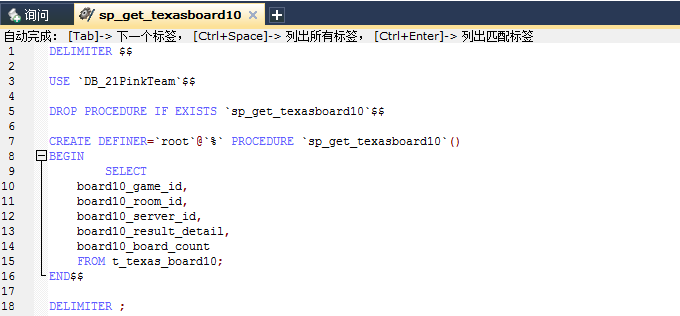 询问 sp_get_texasboard10
自动完成: [Tab]-> 下一个标签, [Ctrl+Space]-> 列出所有标签, [Ctrl+Enter]-> 列出匹配标签
1 DELIMITER $$
2
3 USE `DB_21PinkTeam`$$
4
5 DROP PROCEDURE IF EXISTS `sp_get_texasboard10`$$
6
7 CREATE DEFINER=`root`@`%` PROCEDURE `sp_get_texasboard10`()
8 BEGIN
9 SELECT
10 board10_game_id,
11 board10_room_id,
12 board10_server_id,
13 board10_result_detail,
14 board10_board_count
15 FROM t_texas_board10;
16 END$$
17
18 DELIMITER ;